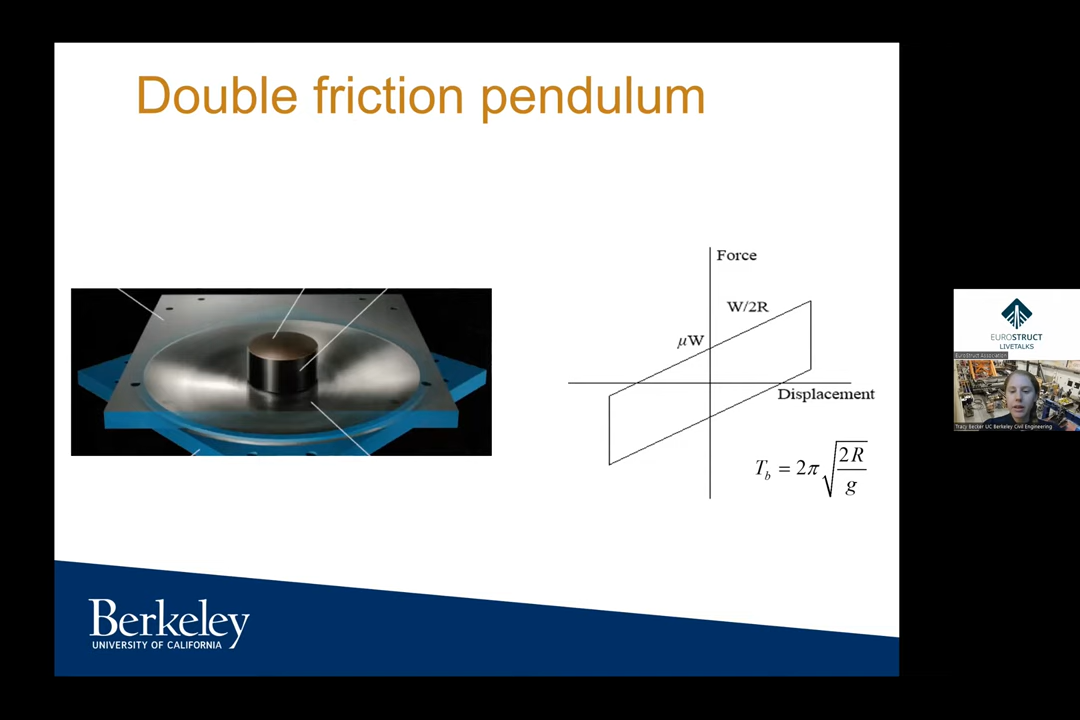 Double friction pendulum
Force
W/2R
μW
Displacement
T_b = 2π√(2R/g)
Berkeley
UNIVERSITY OF CALIFORNIA
EUROSTRUCT
LIVETALKS
EuroStruct Association
Tracy Becker UC Berkeley Civil Engineering